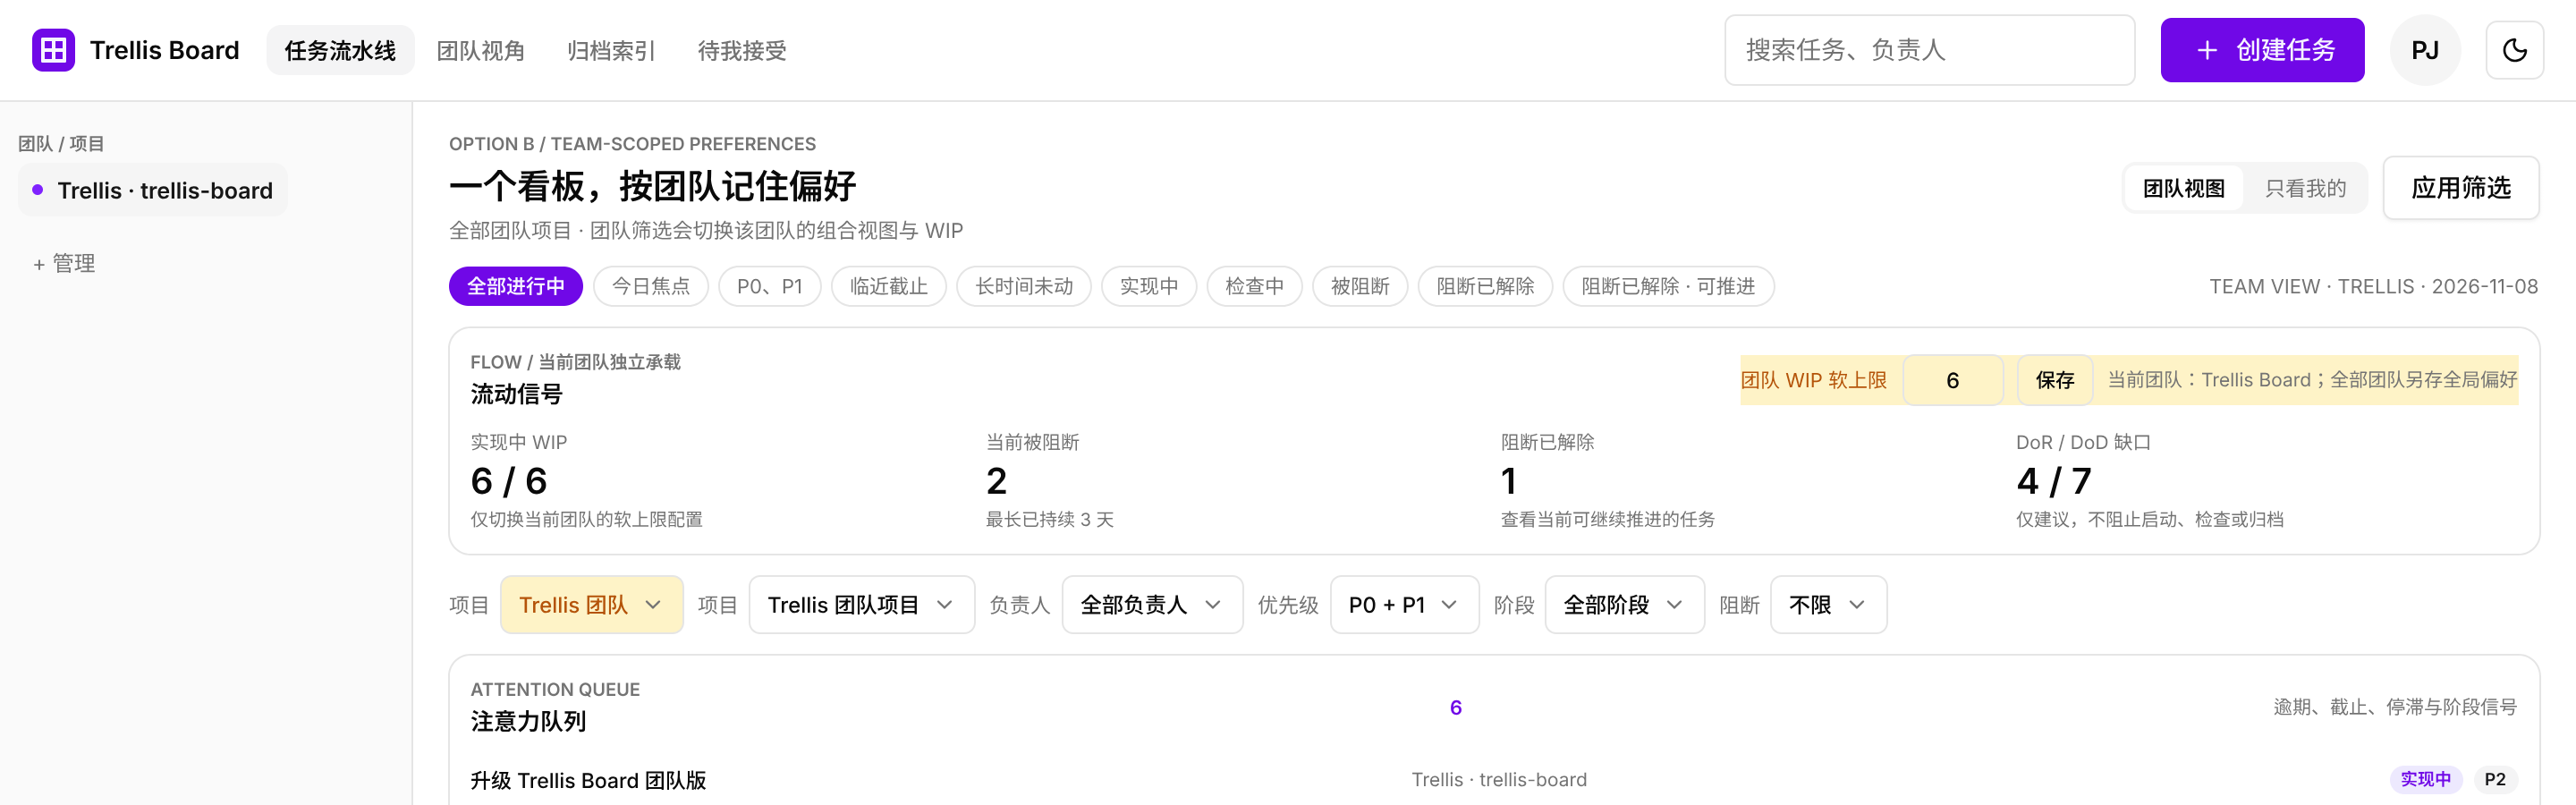 Trellis Board
任务流水线
团队视角
归档索引
待我接受
搜索任务、负责人
+ 创建任务
PJ
团队 / 项目
Trellis · trellis-board
+ 管理
OPTION B / TEAM-SCOPED PREFERENCES
一个看板，按团队记住偏好
全部团队项目 · 团队筛选会切换该团队的组合视图与 WIP
团队视图
只看我的
应用筛选
全部进行中
今日焦点
P0、P1
临近截止
长时间未动
实现中
检查中
被阻断
阻断已解除
阻断已解除 · 可推进
TEAM VIEW · TRELLIS · 2026-11-08
FLOW / 当前团队独立承载
流动信号
团队 WIP 软上限
6
保存
当前团队：Trellis Board；全部团队另存全局偏好
实现中 WIP
6 / 6
仅切换当前团队的软上限配置
当前被阻断
2
最长已持续 3 天
阻断已解除
1
查看当前可继续推进的任务
DoR / DoD 缺口
4 / 7
仅建议，不阻止启动、检查或归档
项目
Trellis 团队
项目
Trellis 团队项目
负责人
全部负责人
优先级
P0 + P1
阶段
全部阶段
阻断
不限
ATTENTION QUEUE
注意力队列
6
逾期、截止、停滞与阶段信号
升级 Trellis Board 团队版
Trellis · trellis-board
实现中
P2